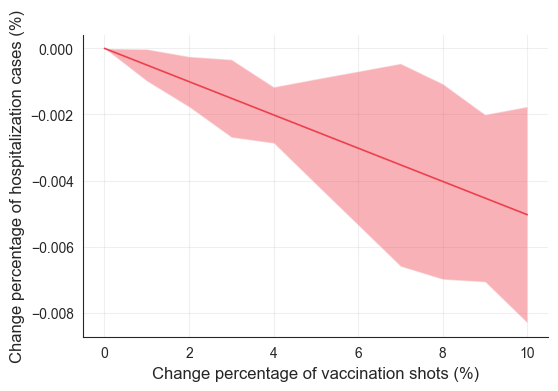 Change percentage of hospitalization cases (%)
0.000
−0.002
−0.004
−0.006
−0.008
0 2 4 6 8 10
Change percentage of vaccination shots (%)